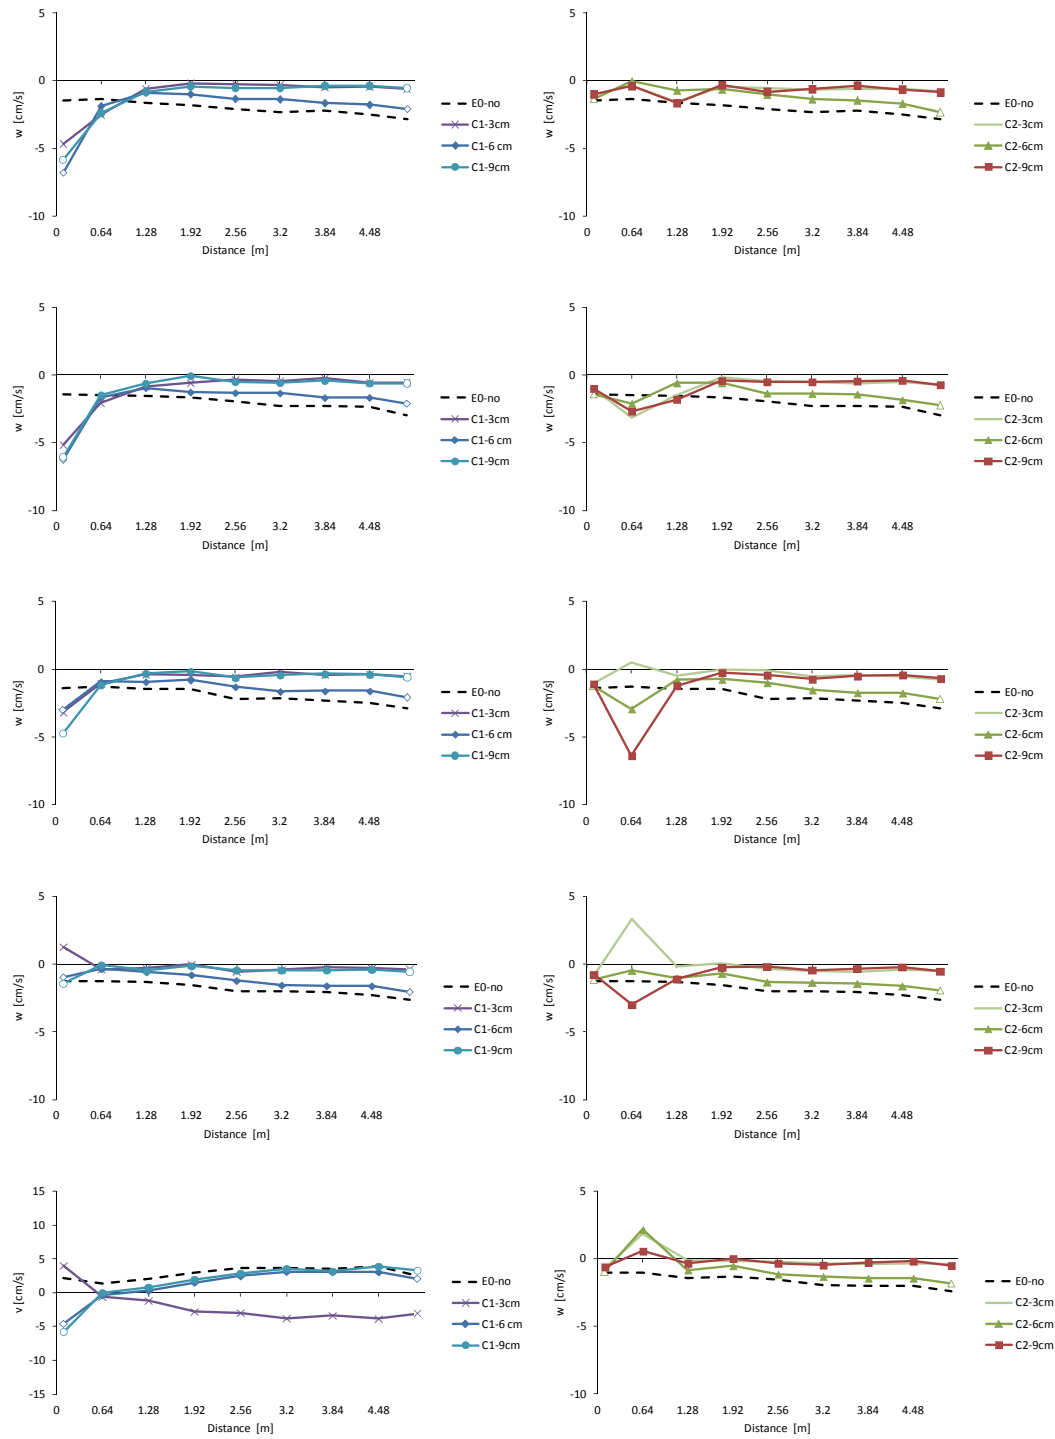 5
0
-5
-10
w [cm/s]
0 0.64 1.28 1.92 2.56 3.2 3.84 4.48
Distance [m]
E0-no
C1-3cm
C1-6 cm
C1-9cm
5
0
-5
-10
w [cm/s]
0 0.64 1.28 1.92 2.56 3.2 3.84 4.48
Distance [m]
E0-no
C2-3cm
C2-6cm
C2-9cm
5
0
-5
-10
w [cm/s]
0 0.64 1.28 1.92 2.56 3.2 3.84 4.48
Distance [m]
E0-no
C1-3cm
C1-6 cm
C1-9cm
5
0
-5
-10
w [cm/s]
0 0.64 1.28 1.92 2.56 3.2 3.84 4.48
Distance [m]
E0-no
C2-3cm
C2-6cm
C2-9cm
5
0
-5
-10
w [cm/s]
0 0.64 1.28 1.92 2.56 3.2 3.84 4.48
Distance [m]
E0-no
C1-3cm
C1-6 cm
C1-9cm
5
0
-5
-10
w [cm/s]
0 0.64 1.28 1.92 2.56 3.2 3.84 4.48
Distance [m]
E0-no
C2-3cm
C2-6cm
C2-9cm
5
0
-5
-10
w [cm/s]
0 0.64 1.28 1.92 2.56 3.2 3.84 4.48
Distance [m]
E0-no
C1-3cm
C1-6cm
C1-9cm
5
0
-5
-10
w [cm/s]
0 0.64 1.28 1.92 2.56 3.2 3.84 4.48
Distance [m]
E0-no
C2-3cm
C2-6cm
C2-9cm
15
10
5
0
-5
-10
-15
v [cm/s]
0 0.64 1.28 1.92 2.56 3.2 3.84 4.48
Distance [m]
E0-no
C1-3cm
C1-6 cm
C1-9cm
5
0
-5
-10
w [cm/s]
0 0.64 1.28 1.92 2.56 3.2 3.84 4.48
Distance [m]
E0-no
C2-3cm
C2-6cm
C2-9cm